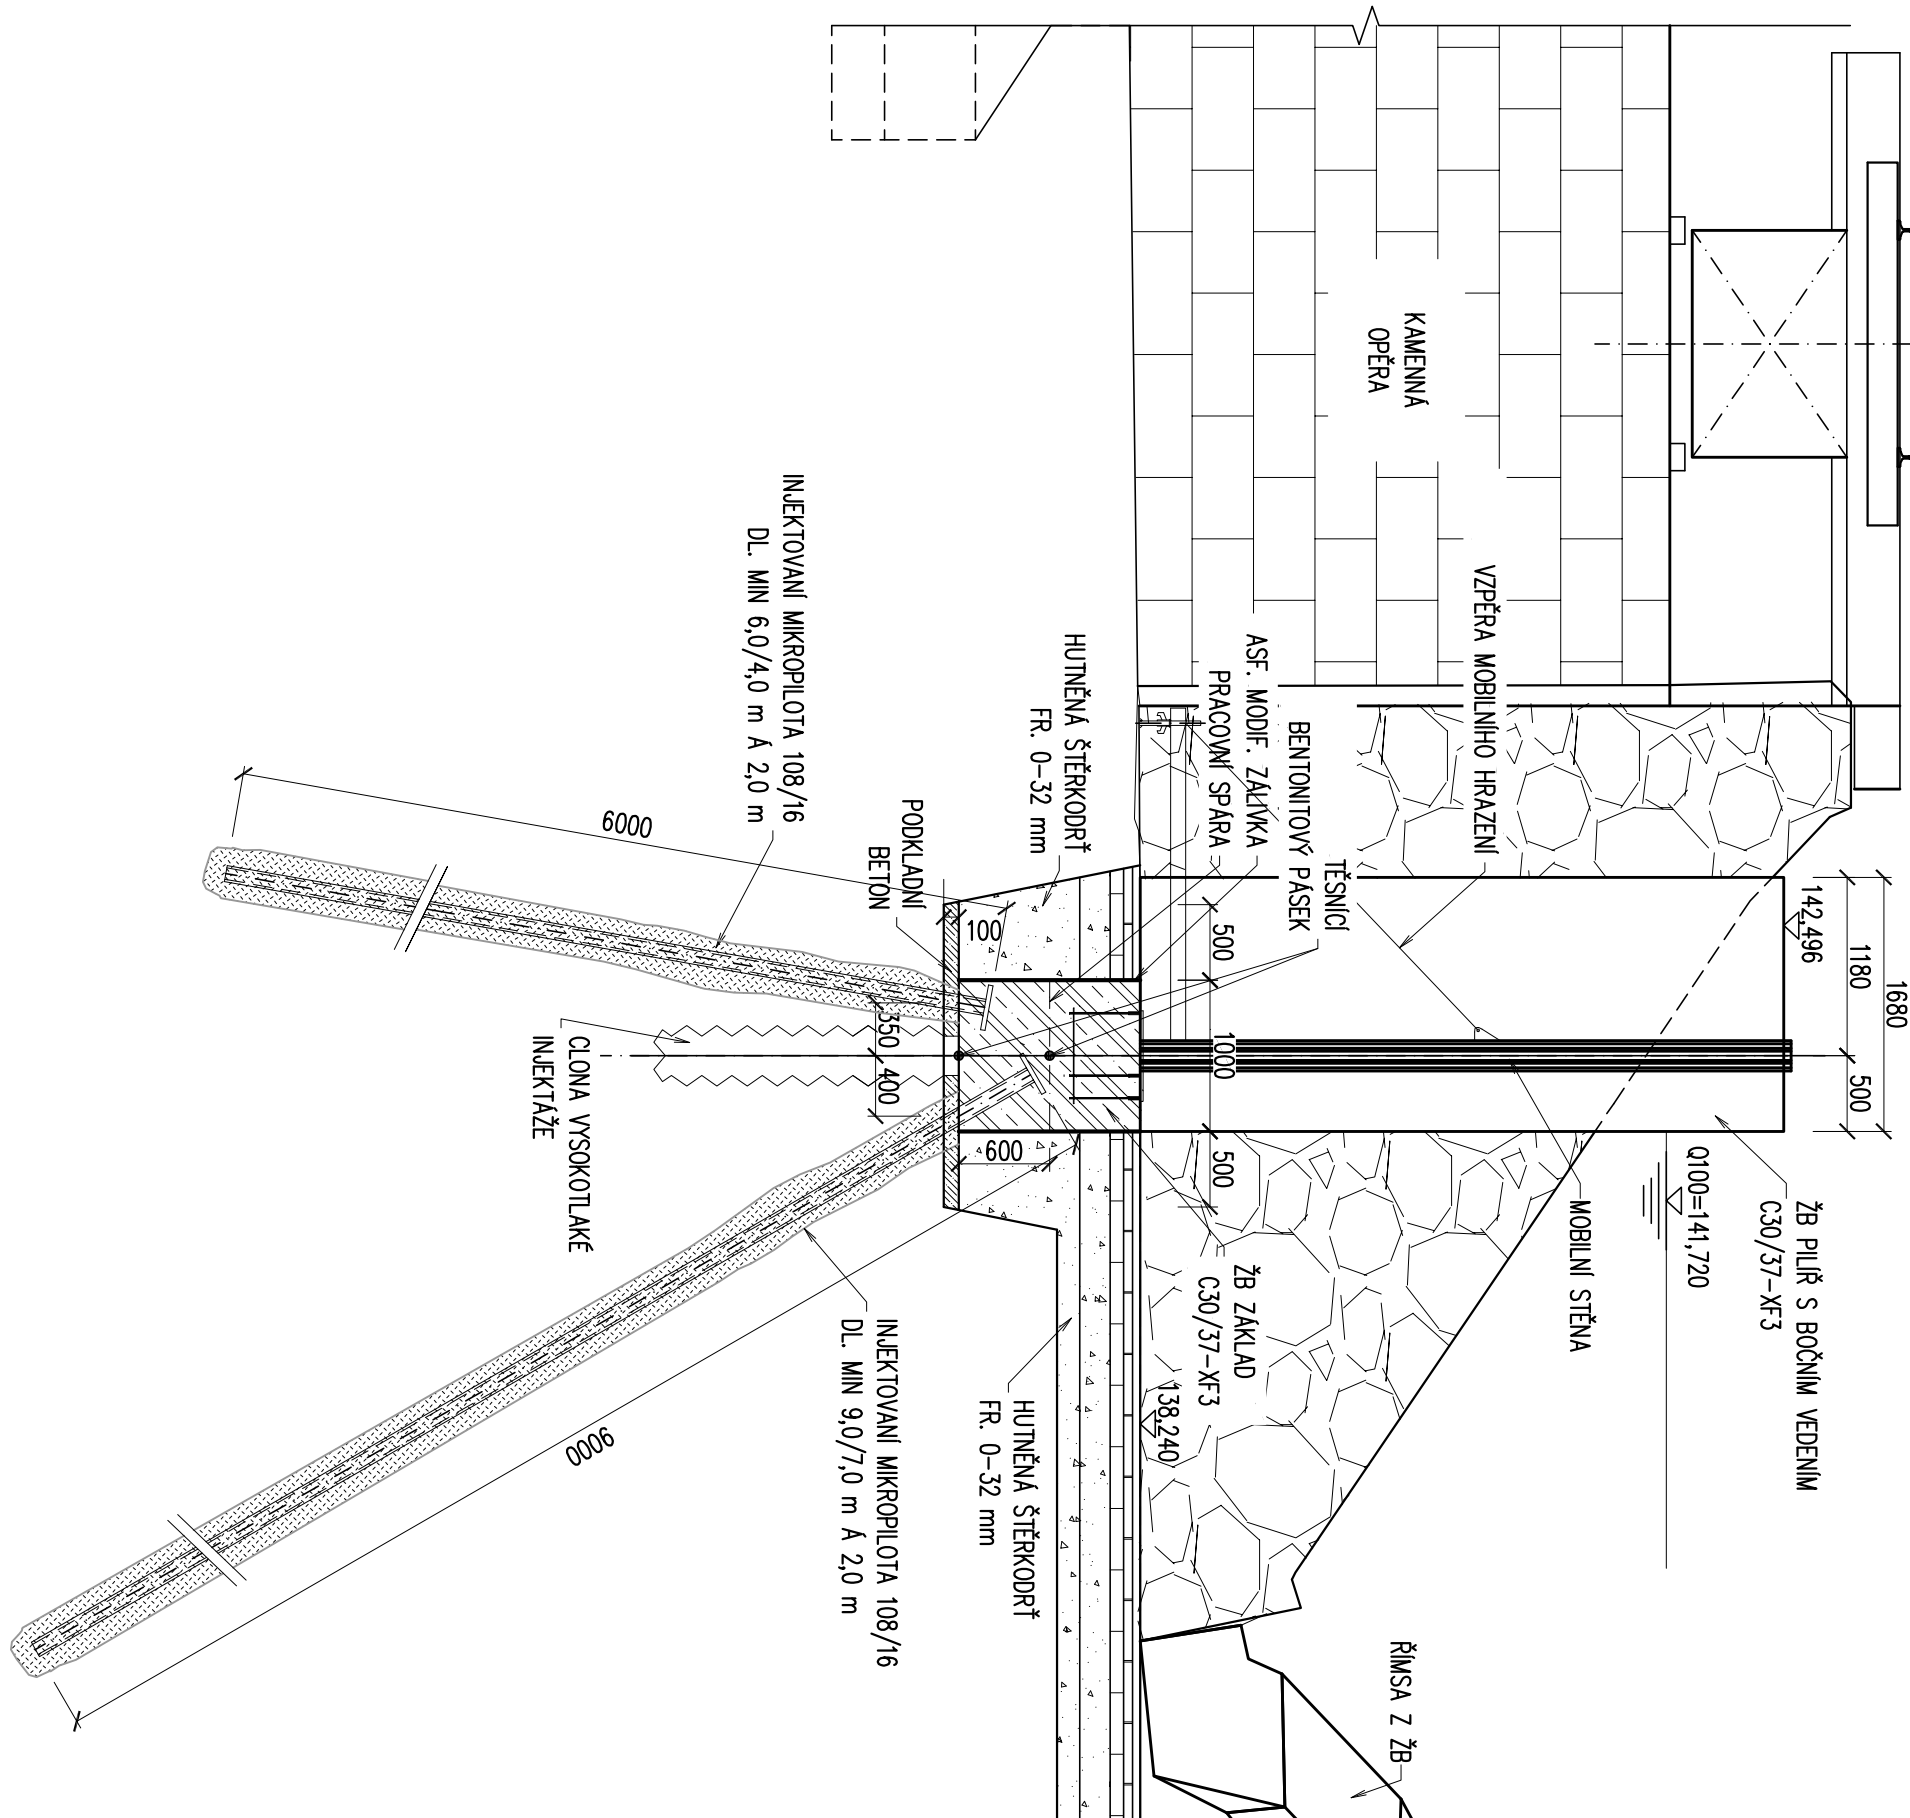 KAMENNÁ
OPĚRA
VZPĚRA MOBILNÍHO HRAZENÍ
ASF. MODIF. ZÁLIVKA
PRACOVNÍ SPÁRA
TĚSNÍCÍ
BENTONITOVÝ PÁSEK
HUTNĚNÁ ŠTĚRKODRŤ
FR. 0-32 mm
INJEKTOVANÍ MIKROPILOTA 108/16
DL. MIN 6,0/4,0 m Á 2,0 m
6000
PODKLADNÍ
BETON
100
500
1000
500
350
400
600
1680
1180
500
142,496
ŽB PILÍŘ S BOČNÍM VEDENÍM
C30/37-XF3
Q100=141,720
MOBILNÍ STĚNA
ŽB ZÁKLAD
C30/37-XF3
138,240
CLONA VYSOKOTLAKÉ
INJEKTÁŽE
HUTNĚNÁ ŠTĚRKODRŤ
FR. 0-32 mm
INJEKTOVANÍ MIKROPILOTA 108/16
DL. MIN 9,0/7,0 m Á 2,0 m
9000
ŘÍMSA Z ŽB